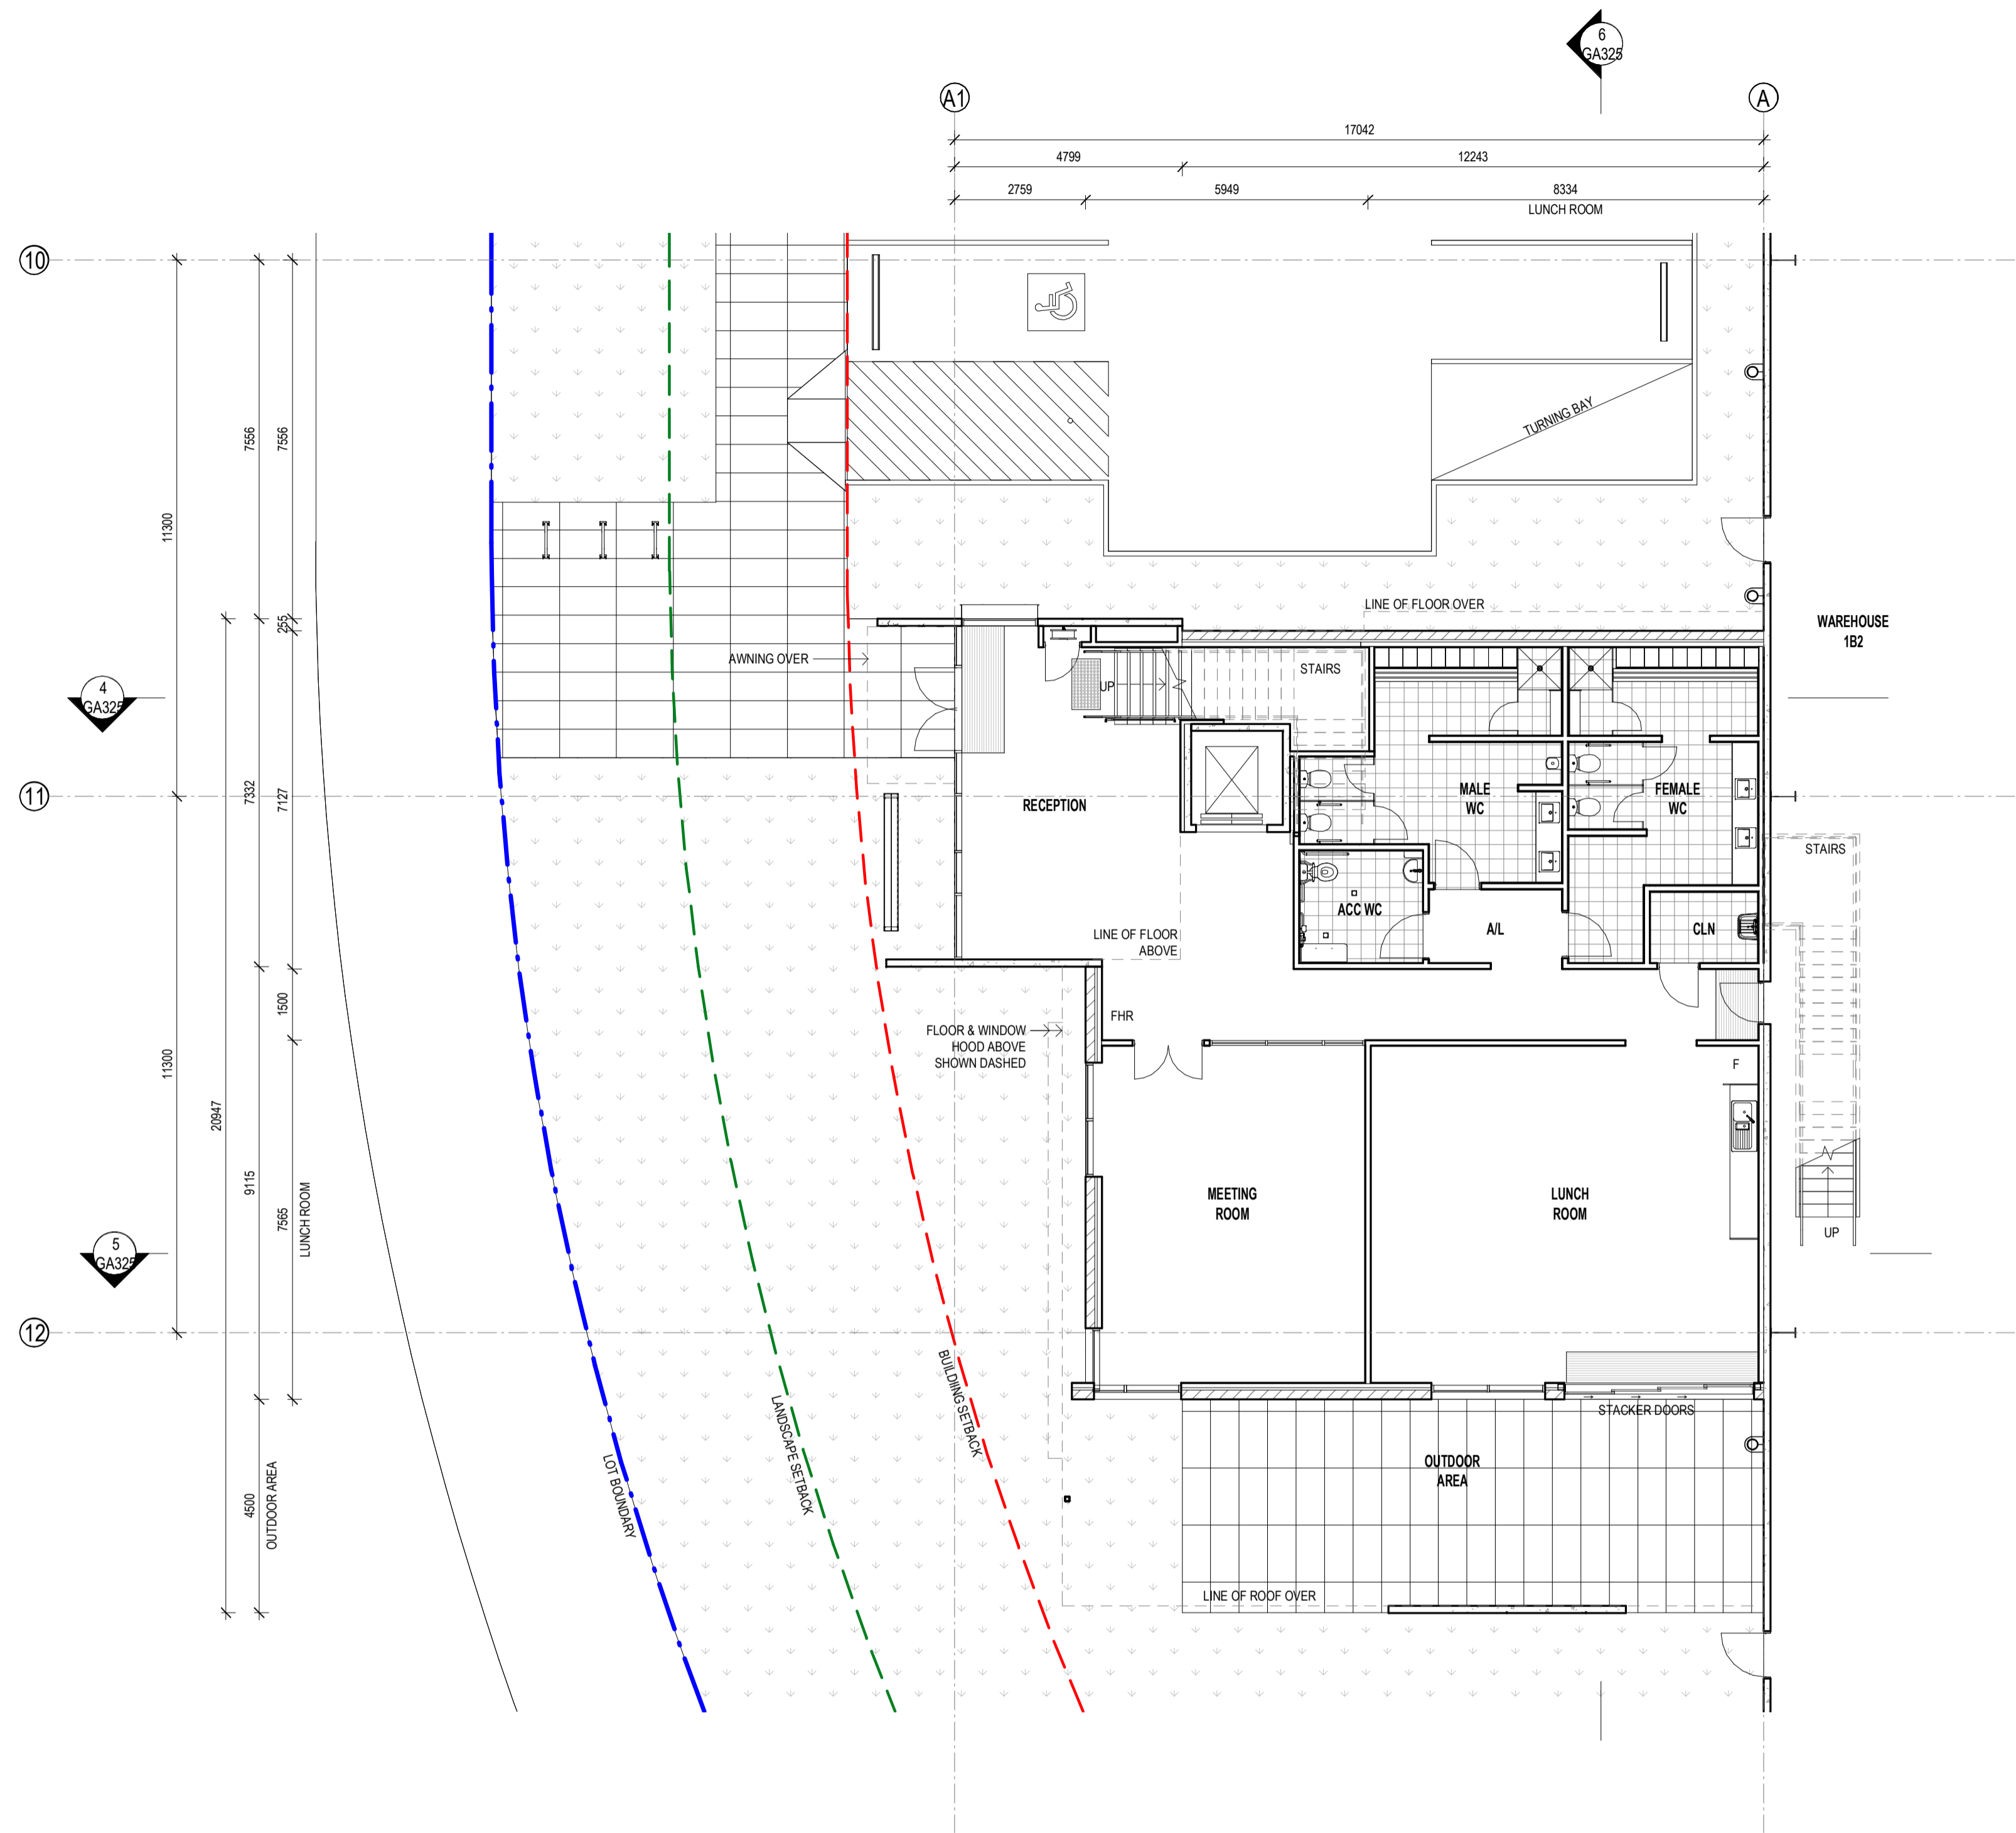 6
GA325
A1
A
17042
4799
12243
2759
5949
8334
LUNCH ROOM
10
7556
7556
11300
TURNING BAY
LINE OF FLOOR OVER
255
WAREHOUSE
1B2
AWNING OVER
STAIRS
UP
4
GA325
11
7332
7127
RECEPTION
MALE
WC
FEMALE
WC
STAIRS
ACC WC
A/L
CLN
LINE OF FLOOR
ABOVE
1500
FHR
FLOOR & WINDOW
HOOD ABOVE
SHOWN DASHED
F
11300
20947
9115
7565
LUNCH ROOM
MEETING
ROOM
LUNCH
ROOM
UP
5
GA325
12
BUILDIING SETBACK
LANDSCAPE SETBACK
LOT BOUNDARY
STACKER DOORS
OUTDOOR
AREA
4500
OUTDOOR AREA
LINE OF ROOF OVER